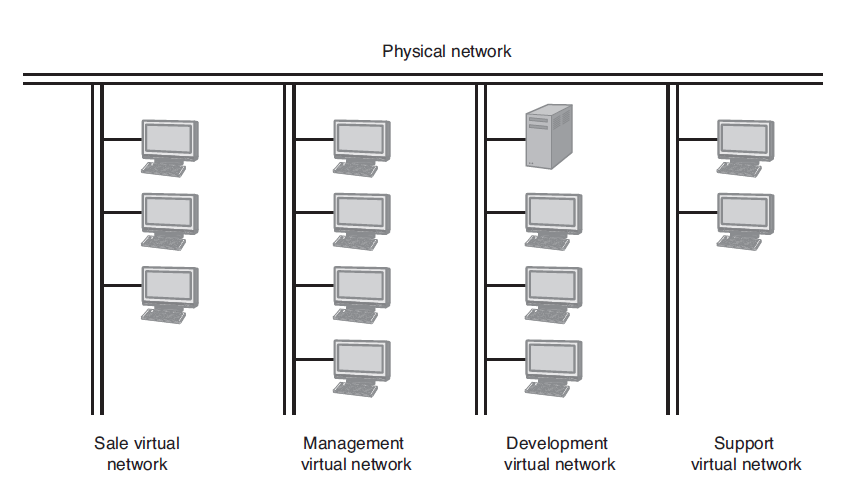 Physical network
Sale virtual
network
Management
virtual network
Development
virtual network
Support
virtual network